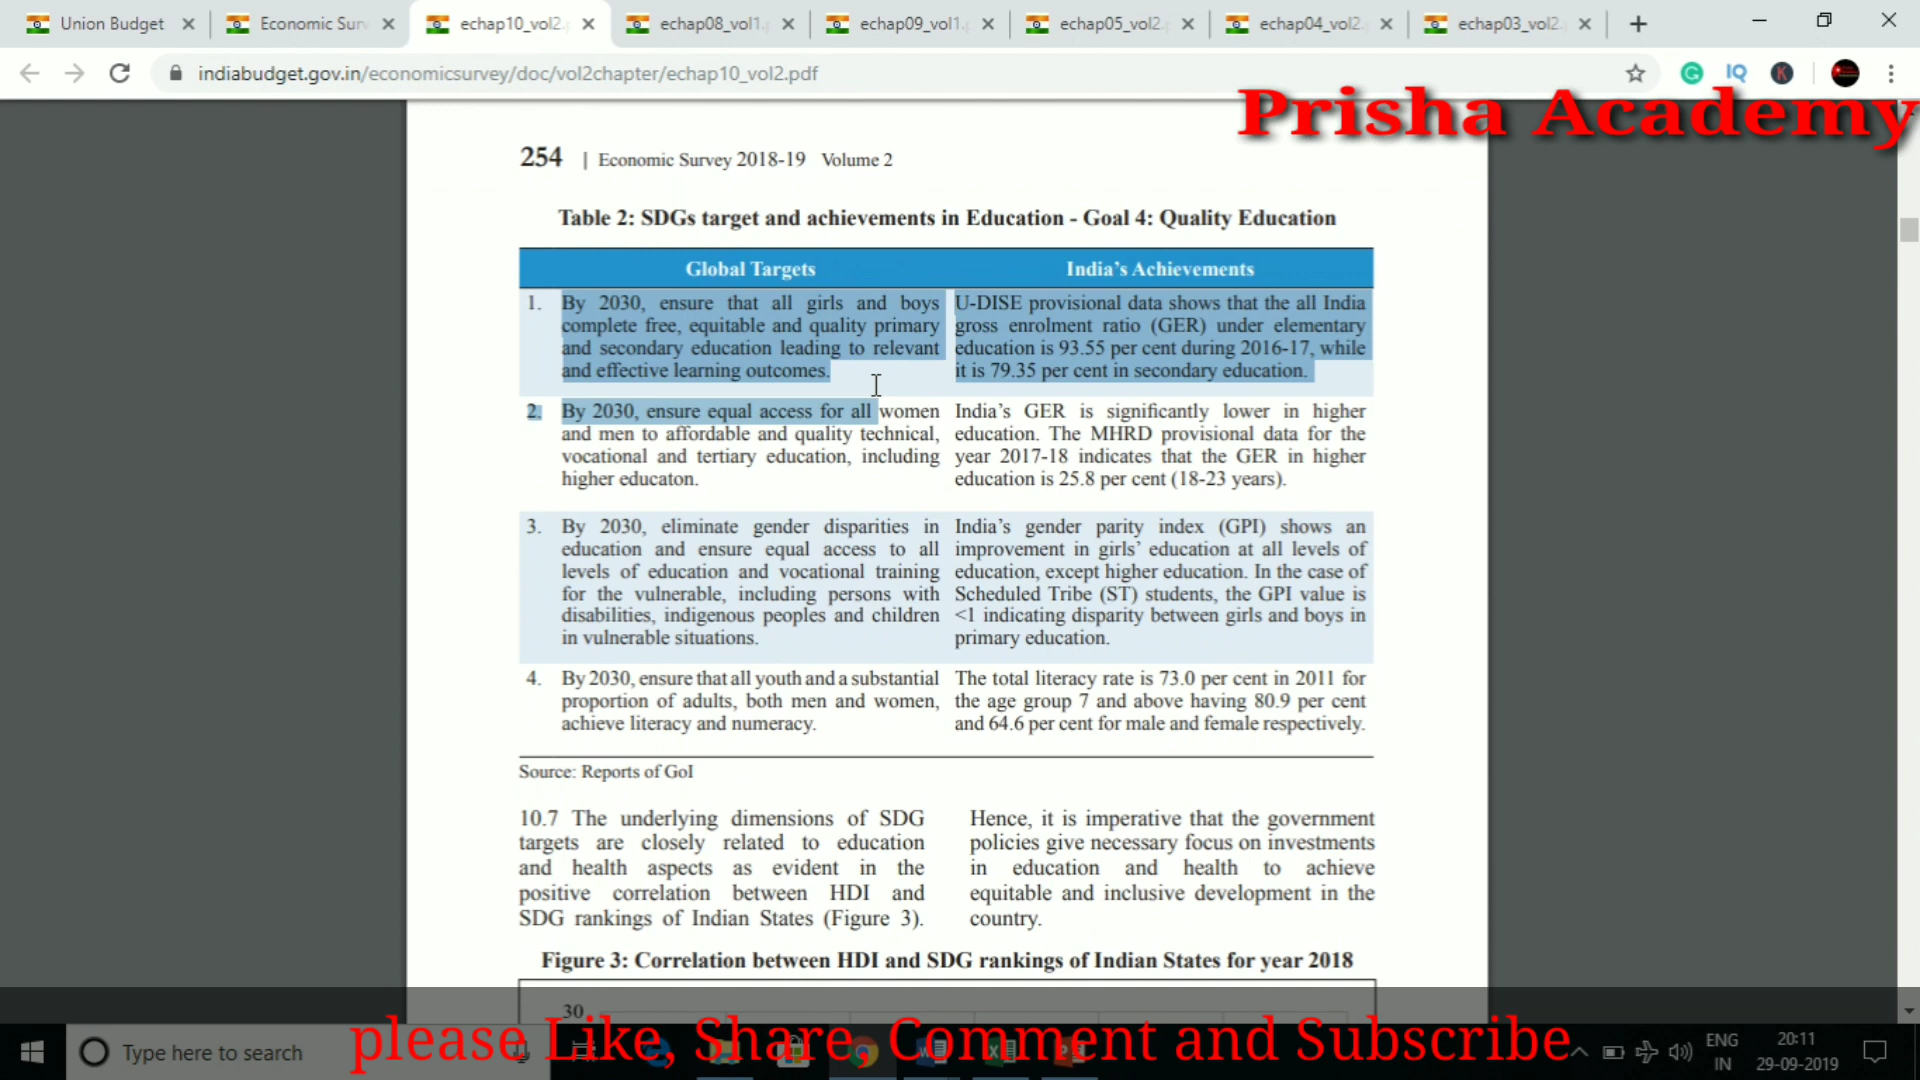 Union Budget
Economic Surv
echap10_vol2.p
echap08_vol1.p
echap09_vol1.p
echap05_vol2.p
echap04_vol2.p
echap03_vol2.p
indiabudget.gov.in/economicsurvey/doc/vol2chapter/echap10_vol2.pdf
IQ
K
Prisha Academy
254 | Economic Survey 2018-19 Volume 2
Table 2: SDGs target and achievements in Education - Goal 4: Quality Education
Global Targets
India's Achievements
1. By 2030, ensure that all girls and boys
complete free, equitable and quality primary
and secondary education leading to relevant
and effective learning outcomes.
U-DISE provisional data shows that the all India
gross enrolment ratio (GER) under elementary
education is 93.55 per cent during 2016-17, while
it is 79.35 per cent in secondary education.
2. By 2030, ensure equal access for all women
and men to affordable and quality technical,
vocational and tertiary education, including
higher educaton.
India's GER is significantly lower in higher
education. The MHRD provisional data for the
year 2017-18 indicates that the GER in higher
education is 25.8 per cent (18-23 years).
3. By 2030, eliminate gender disparities in
education and ensure equal access to all
levels of education and vocational training
for the vulnerable, including persons with
disabilities, indigenous peoples and children
in vulnerable situations.
India's gender parity index (GPI) shows an
improvement in girls' education at all levels of
education, except higher education. In the case of
Scheduled Tribe (ST) students, the GPI value is
<1 indicating disparity between girls and boys in
primary education.
4. By 2030, ensure that all youth and a substantial
proportion of adults, both men and women,
achieve literacy and numeracy.
The total literacy rate is 73.0 per cent in 2011 for
the age group 7 and above having 80.9 per cent
and 64.6 per cent for male and female respectively.
Source: Reports of GoI
10.7 The underlying dimensions of SDG
targets are closely related to education
and health aspects as evident in the
positive correlation between HDI and
SDG rankings of Indian States (Figure 3).
Hence, it is imperative that the government
policies give necessary focus on investments
in education and health to achieve
equitable and inclusive development in the
country.
Figure 3: Correlation between HDI and SDG rankings of Indian States for year 2018
30
please Like, Share, Comment and Subscribe
Type here to search
ENG
IN
20:11
29-09-2019